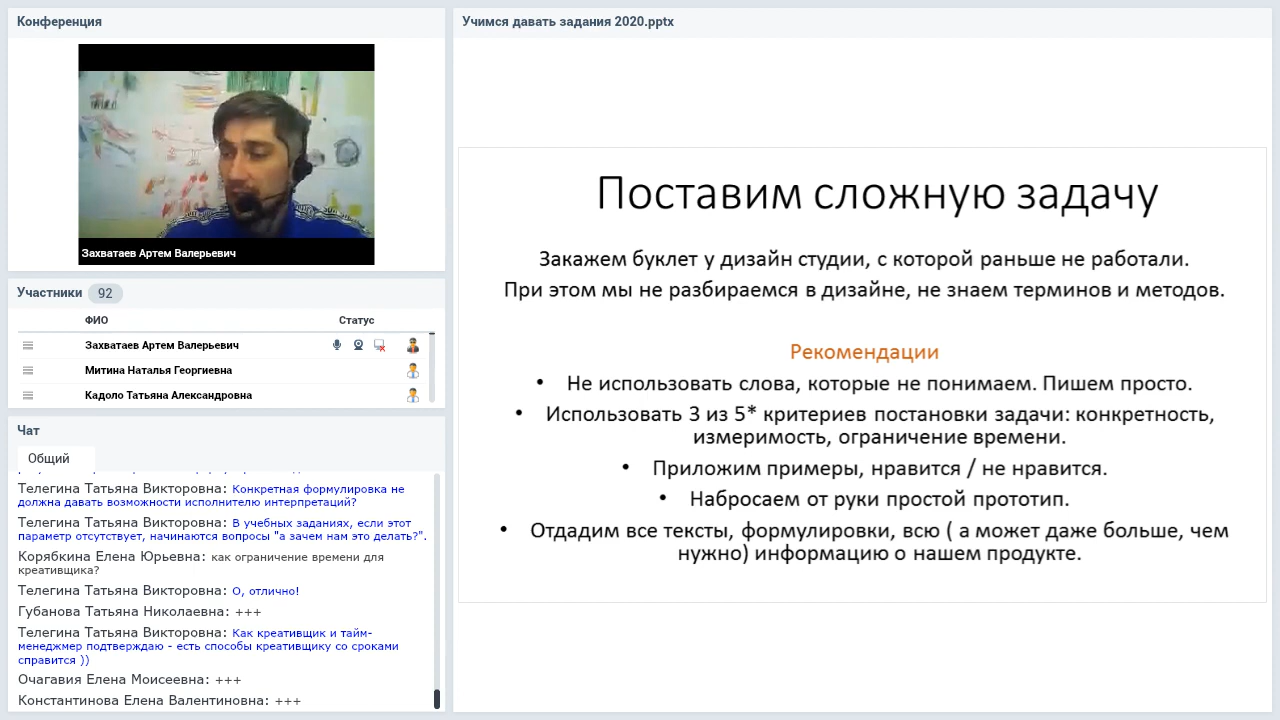 Конференция
Захватаев Артем Валерьевич
Участники 92
ФИО Статус
Захватаев Артем Валерьевич
Митина Наталья Георгиевна
Кадоло Татьяна Александровна
Чат
Общий
Телегина Татьяна Викторовна: Конкретная формулировка не
должна давать возможности исполнителю интерпретаций?
Телегина Татьяна Викторовна: В учебных заданиях, если этот
параметр отсутствует, начинаются вопросы "а зачем нам это делать?".
Корябкина Елена Юрьевна: как ограничение времени для
креативщика?
Телегина Татьяна Викторовна: О, отлично!
Губанова Татьяна Николаевна: +++
Телегина Татьяна Викторовна: Как креативщик и тайм-
менеджмер подтверждаю - есть способы креативщику со сроками
справится ))
Очагавия Елена Моисеевна: +++
Константинова Елена Валентиновна: +++
Учимся давать задания 2020.pptx
Поставим сложную задачу
Закажем буклет у дизайн студии, с которой раньше не работали.
При этом мы не разбираемся в дизайне, не знаем терминов и методов.
Рекомендации
• Не использовать слова, которые не понимаем. Пишем просто.
• Использовать 3 из 5* критериев постановки задачи: конкретность,
измеримость, ограничение времени.
• Приложим примеры, нравится / не нравится.
• Набросаем от руки простой прототип.
• Отдадим все тексты, формулировки, всю ( а может даже больше, чем
нужно) информацию о нашем продукте.